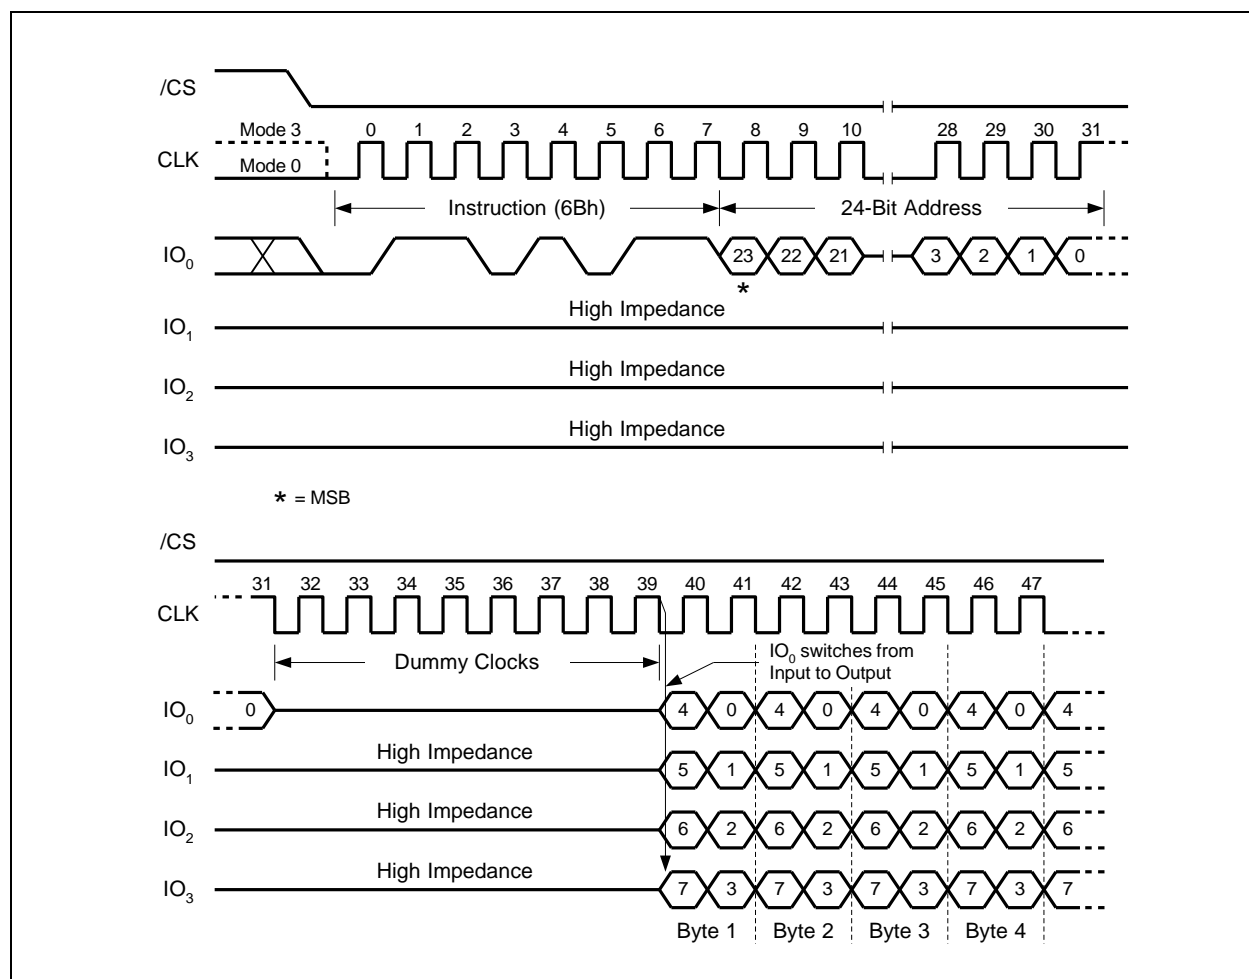 /CS
Mode 3 0 1 2 3 4 5 6 7 8 9 10 28 29 30 31
CLK
Mode 0
Instruction (6Bh) 24-Bit Address
IO0 23 22 21 3 2 1 0
*
High Impedance
IO1
High Impedance
IO2
High Impedance
IO3
* = MSB
/CS
31 32 33 34 35 36 37 38 39 40 41 42 43 44 45 46 47
CLK
Dummy Clocks
IO0 switches from
Input to Output
IO0 0 4 0 4 0 4 0 4 0 4
High Impedance
IO1 5 1 5 1 5 1 5 1 5
High Impedance
IO2 6 2 6 2 6 2 6 2 6
High Impedance
IO3 7 3 7 3 7 3 7 3 7
Byte 1 Byte 2 Byte 3 Byte 4